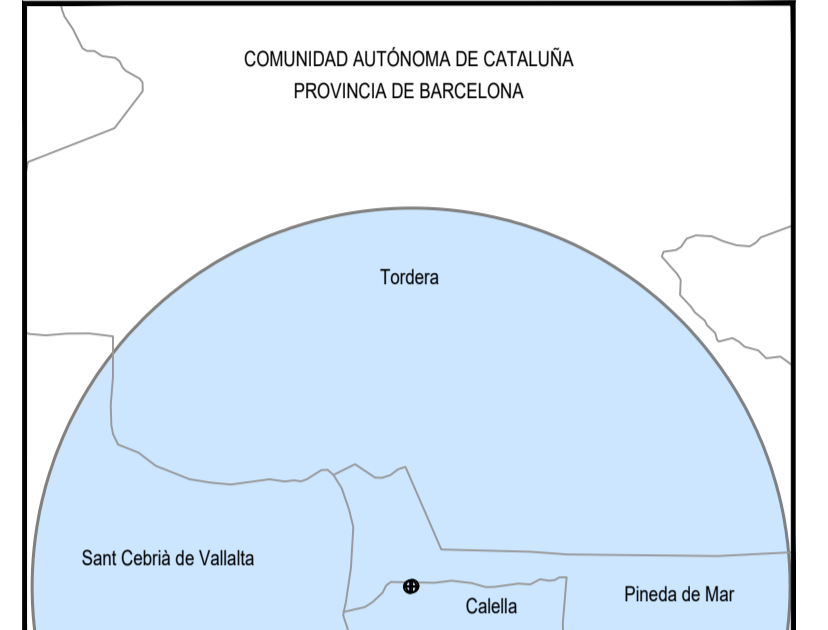 COMUNIDAD AUTÓNOMA DE CATALUÑA
PROVINCIA DE BARCELONA
Tordera
Sant Cebrià de Vallalta
Pineda de Mar
Calella